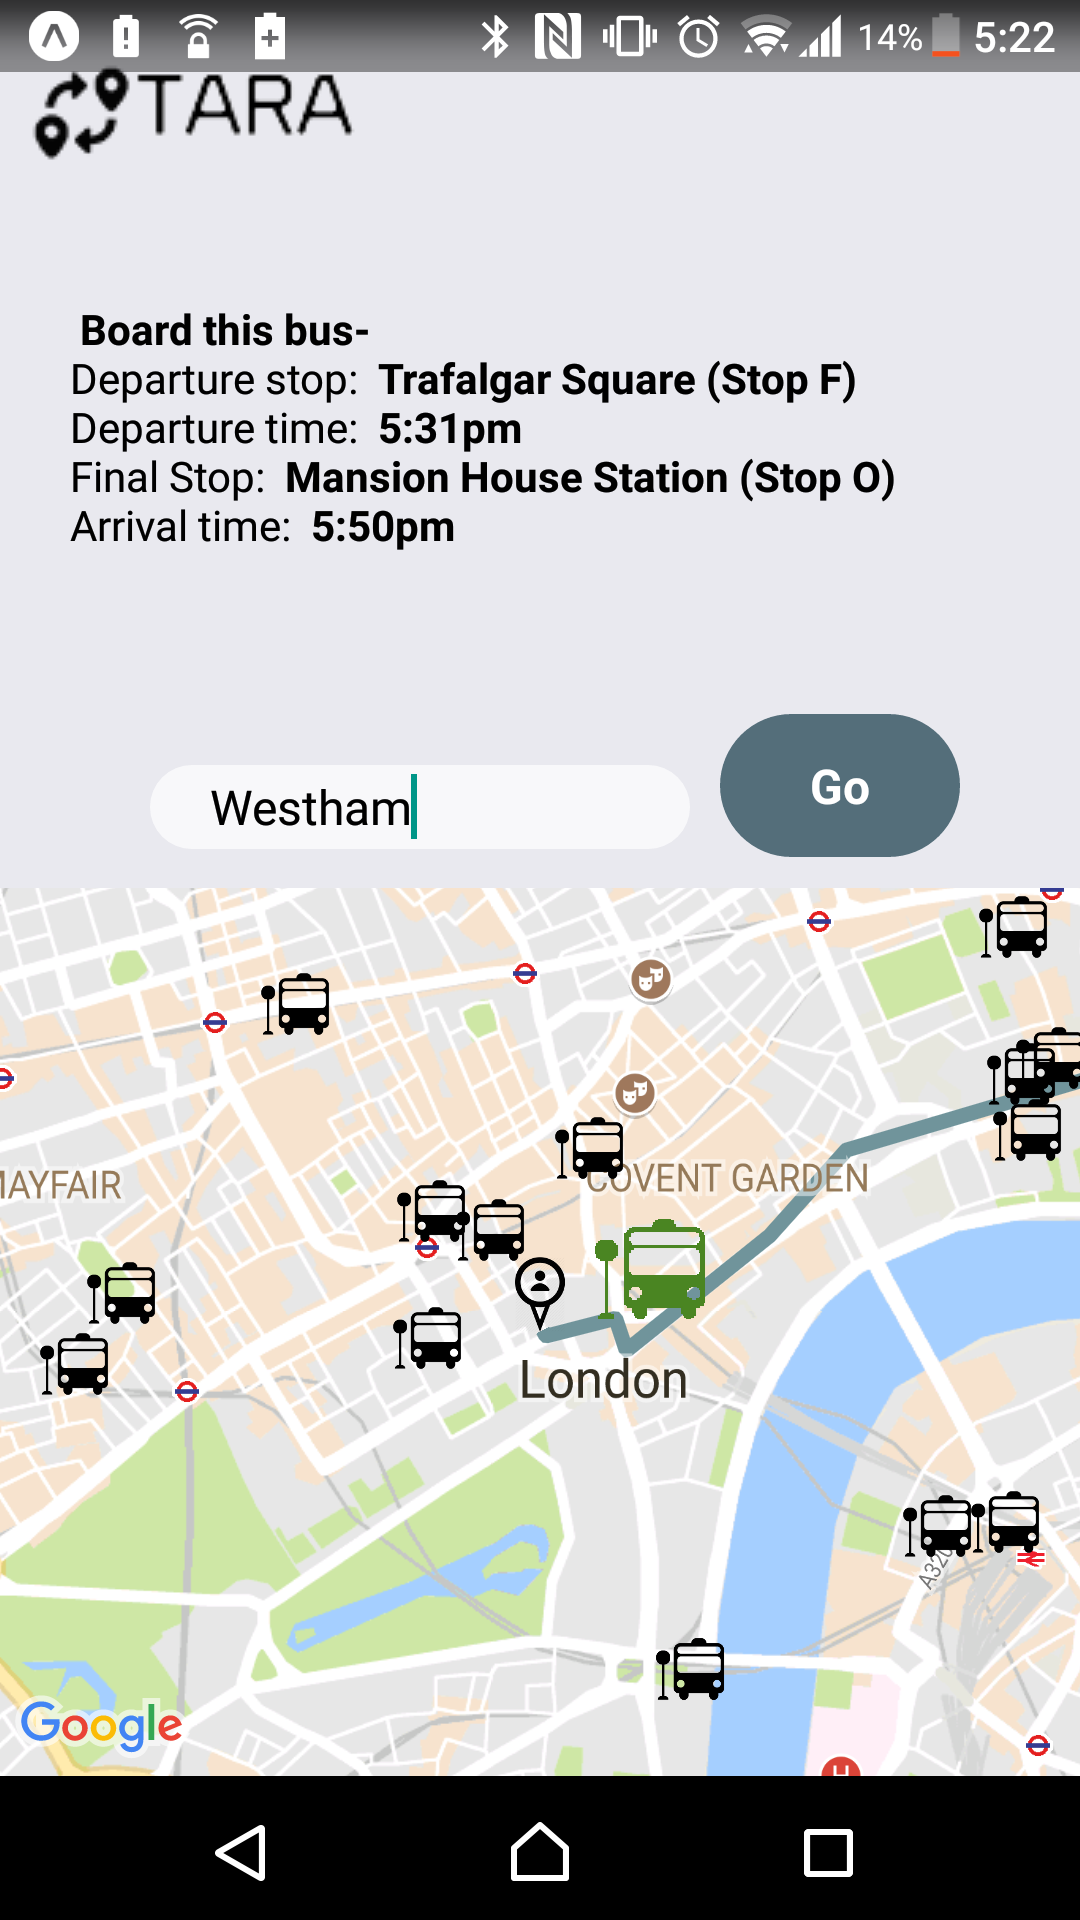 14% 5:22
TARA
Board this bus-
Departure stop: Trafalgar Square (Stop F)
Departure time: 5:31pm
Final Stop: Mansion House Station (Stop O)
Arrival time: 5:50pm
Westham
Go
MAYFAIR
COVENT GARDEN
London
A320
Google
H